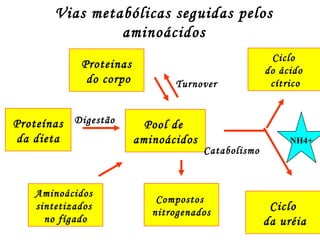 Vias metabólicas seguidas pelos
aminoácidos
Proteinas
do corpo
Turnover
Ciclo
do ácido
cítrico
Proteínas
da dieta
Digestão
Pool de
aminoácidos
Catabolismo
NH4+
Aminoácidos
sintetizados
no fígado
Compostos
nitrogenados
Ciclo
da uréia